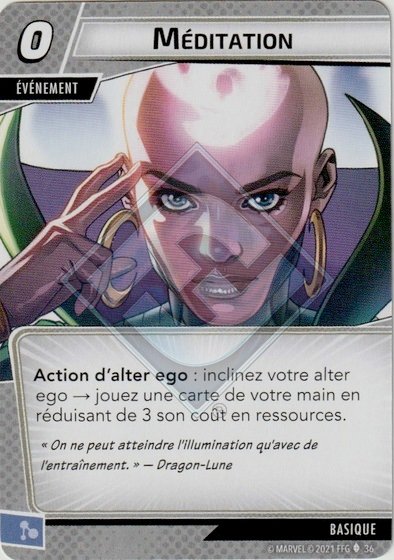 0
MÉDITATION
ÉVÉNEMENT
Action d'alter ego : inclinez votre alter
ego → jouez une carte de votre main en
réduisant de 3 son coût en ressources.
« On ne peut atteindre l'illumination qu'avec de
l'entraînement. » — Dragon-Lune
BASIQUE
© MARVEL © 2021 FFG 36